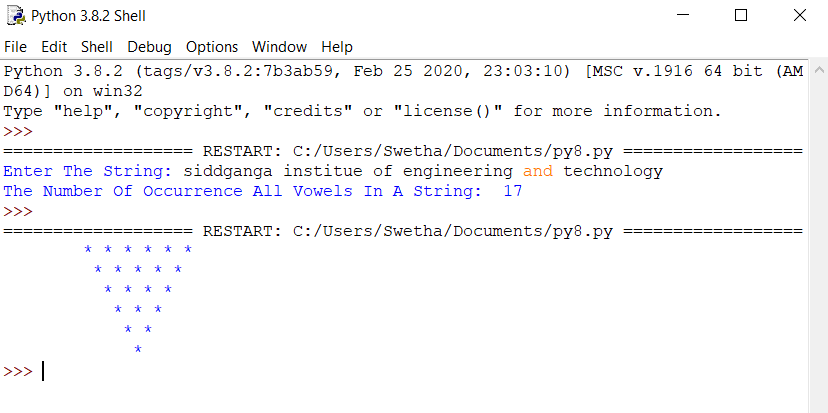 Python 3.8.2 Shell
File Edit Shell Debug Options Window Help
Python 3.8.2 (tags/v3.8.2:7b3ab59, Feb 25 2020, 23:03:10) [MSC v.1916 64 bit (AM
D64)] on win32
Type "help", "copyright", "credits" or "license()" for more information.
>>>
=================== RESTART: C:/Users/Swetha/Documents/py8.py ==================
Enter The String: siddganga institue of engineering and technology
The Number Of Occurrence All Vowels In A String:  17
>>>
=================== RESTART: C:/Users/Swetha/Documents/py8.py ==================
        * * * * * *
         * * * * *
          * * * *
           * * *
            * *
             *
>>>